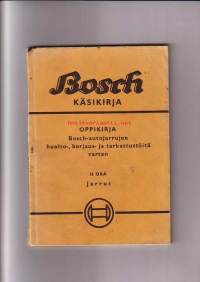 Bosch
KÄSIKIRJA
OPPIKIRJA
Bosch-autojarrujen
huolto-, korjaus- ja tarkastustöitä
varten
II OSA
Jarrut